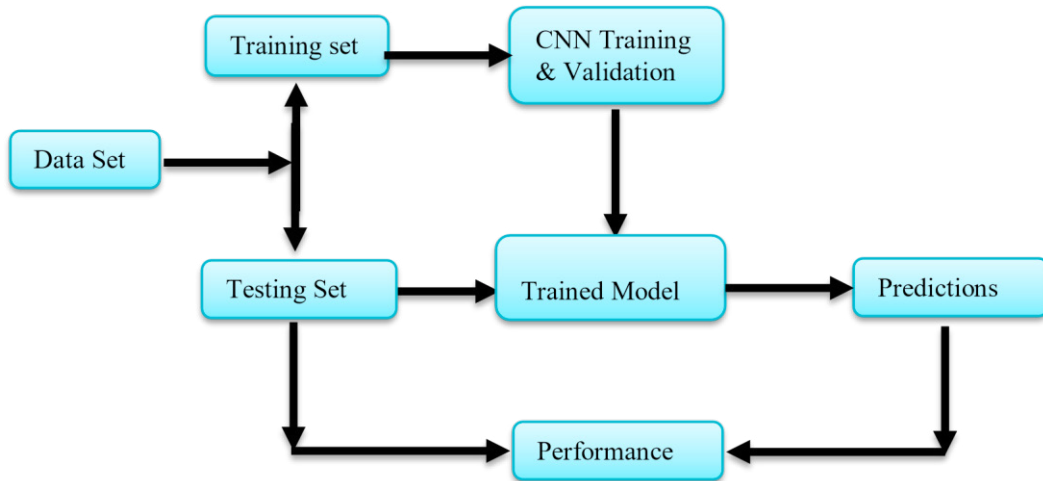 Training set
CNN Training
& Validation
Data Set
Testing Set
Trained Model
Predictions
Performance